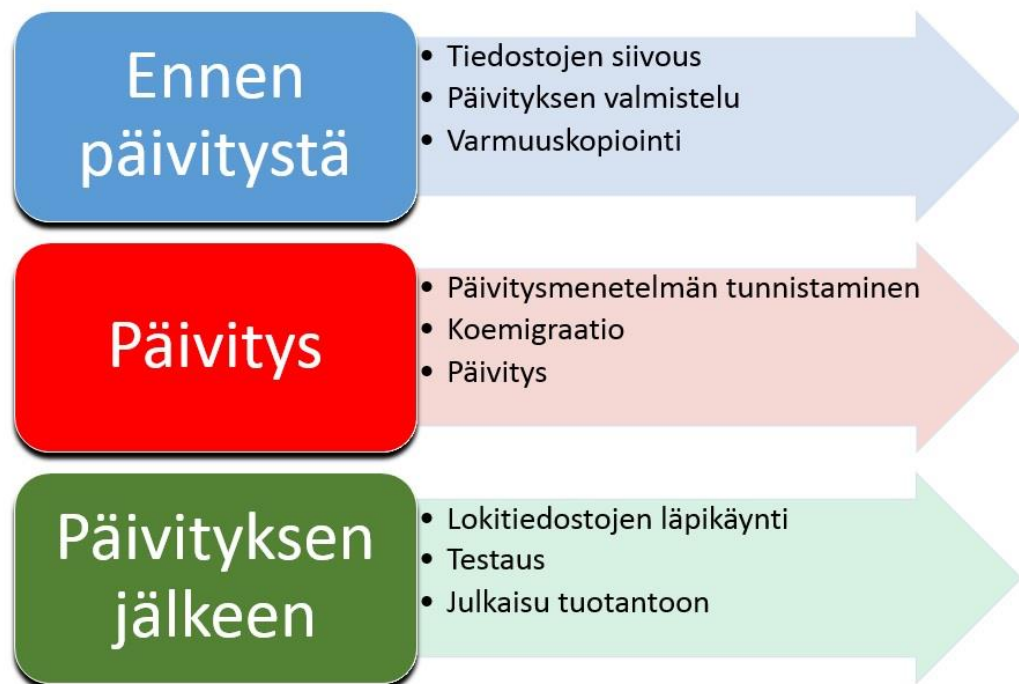 Ennen
päivitystä
• Tiedostojen siivous
• Päivityksen valmistelu
• Varmuuskopiointi
Päivitys
• Päivitysmenetelmän tunnistaminen
• Koemigraatio
• Päivitys
Päivityksen
jälkeen
• Lokitiedostojen läpikäynti
• Testaus
• Julkaisu tuotantoon